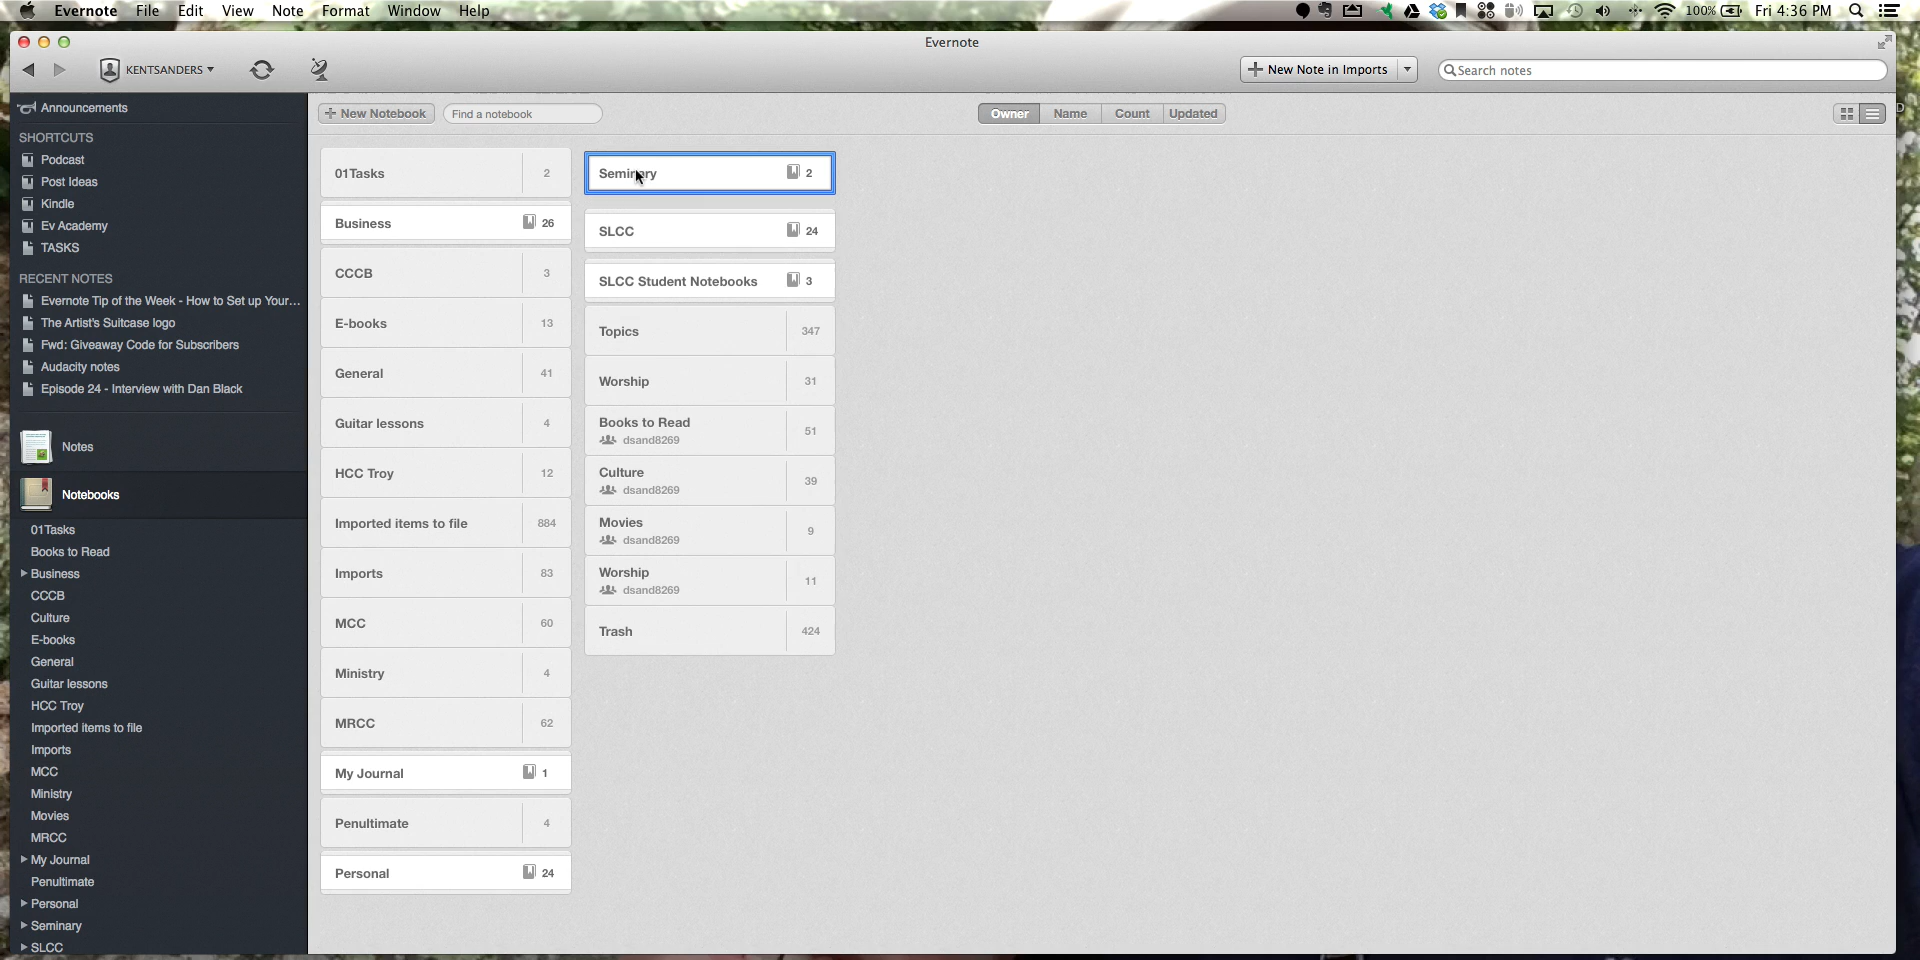 Evernote File Edit View Note Format Window Help
100% Fri 4:36 PM
Evernote
KENTSANDERS
New Note in Imports
Search notes
Announcements
SHORTCUTS
Podcast
Post Ideas
Kindle
Ev Academy
TASKS
RECENT NOTES
Evernote Tip of the Week - How to Set up Your...
The Artist's Suitcase logo
Fwd: Giveaway Code for Subscribers
Audacity notes
Episode 24 - Interview with Dan Black
Notes
Notebooks
01Tasks
Books to Read
Business
CCCB
Culture
E-books
General
Guitar lessons
HCC Troy
Imported items to file
Imports
MCC
Ministry
Movies
MRCC
My Journal
Penultimate
Personal
Seminary
SLCC
New Notebook
Find a notebook
Owner Name Count Updated
01Tasks 2
Business 26
CCCB 3
E-books 13
General 41
Guitar lessons 4
HCC Troy 12
Imported items to file 884
Imports 83
MCC 60
Ministry 4
MRCC 62
My Journal 1
Penultimate 4
Personal 24
Seminary 2
SLCC 24
SLCC Student Notebooks 3
Topics 347
Worship 31
Books to Read 51
dsand8269
Culture 39
dsand8269
Movies 9
dsand8269
Worship 11
dsand8269
Trash 424